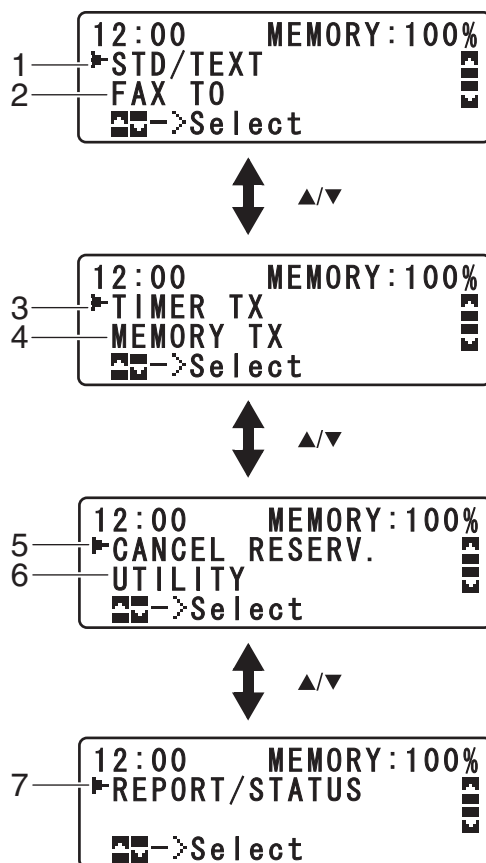 12:00 MEMORY:100%
1 STD/TEXT
2 FAX TO
->Select
▲/▼
12:00 MEMORY:100%
3 TIMER TX
4 MEMORY TX
->Select
▲/▼
12:00 MEMORY:100%
5 CANCEL RESERV.
6 UTILITY
->Select
▲/▼
12:00 MEMORY:100%
7 REPORT/STATUS
->Select